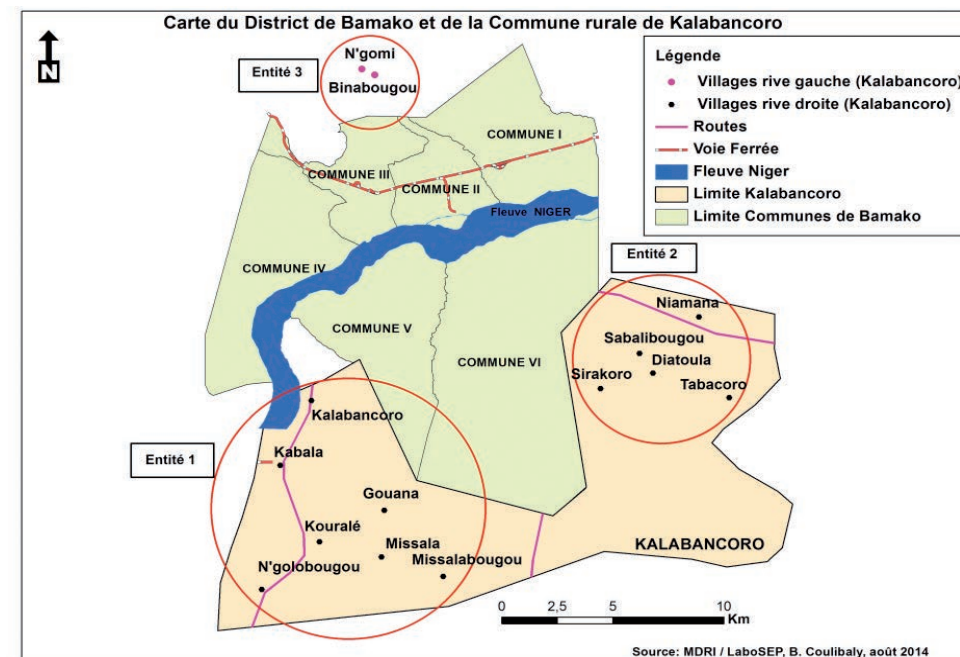 Carte du District de Bamako et de la Commune rurale de Kalabancoro
N
Entité 3
N'gomi
Binabougou
Légende
Villages rive gauche (Kalabancoro)
Villages rive droite (Kalabancoro)
Routes
Voie Ferrée
Fleuve Niger
Limite Kalabancoro
Limite Communes de Bamako
COMMUNE I
COMMUNE III
COMMUNE II
Fleuve NIGER
COMMUNE IV
COMMUNE V
COMMUNE VI
Entité 2
Niamana
Sabalibougou
Diatoula
Sirakoro
Tabacoro
Kalabancoro
Entité 1
Kabala
Gouana
Kouralé
Missala
Missalabougou
N'golobougou
KALABANCORO
0 2,5 5 10
Km
Source: MDRI / LaboSEP, B. Coulibaly, août 2014